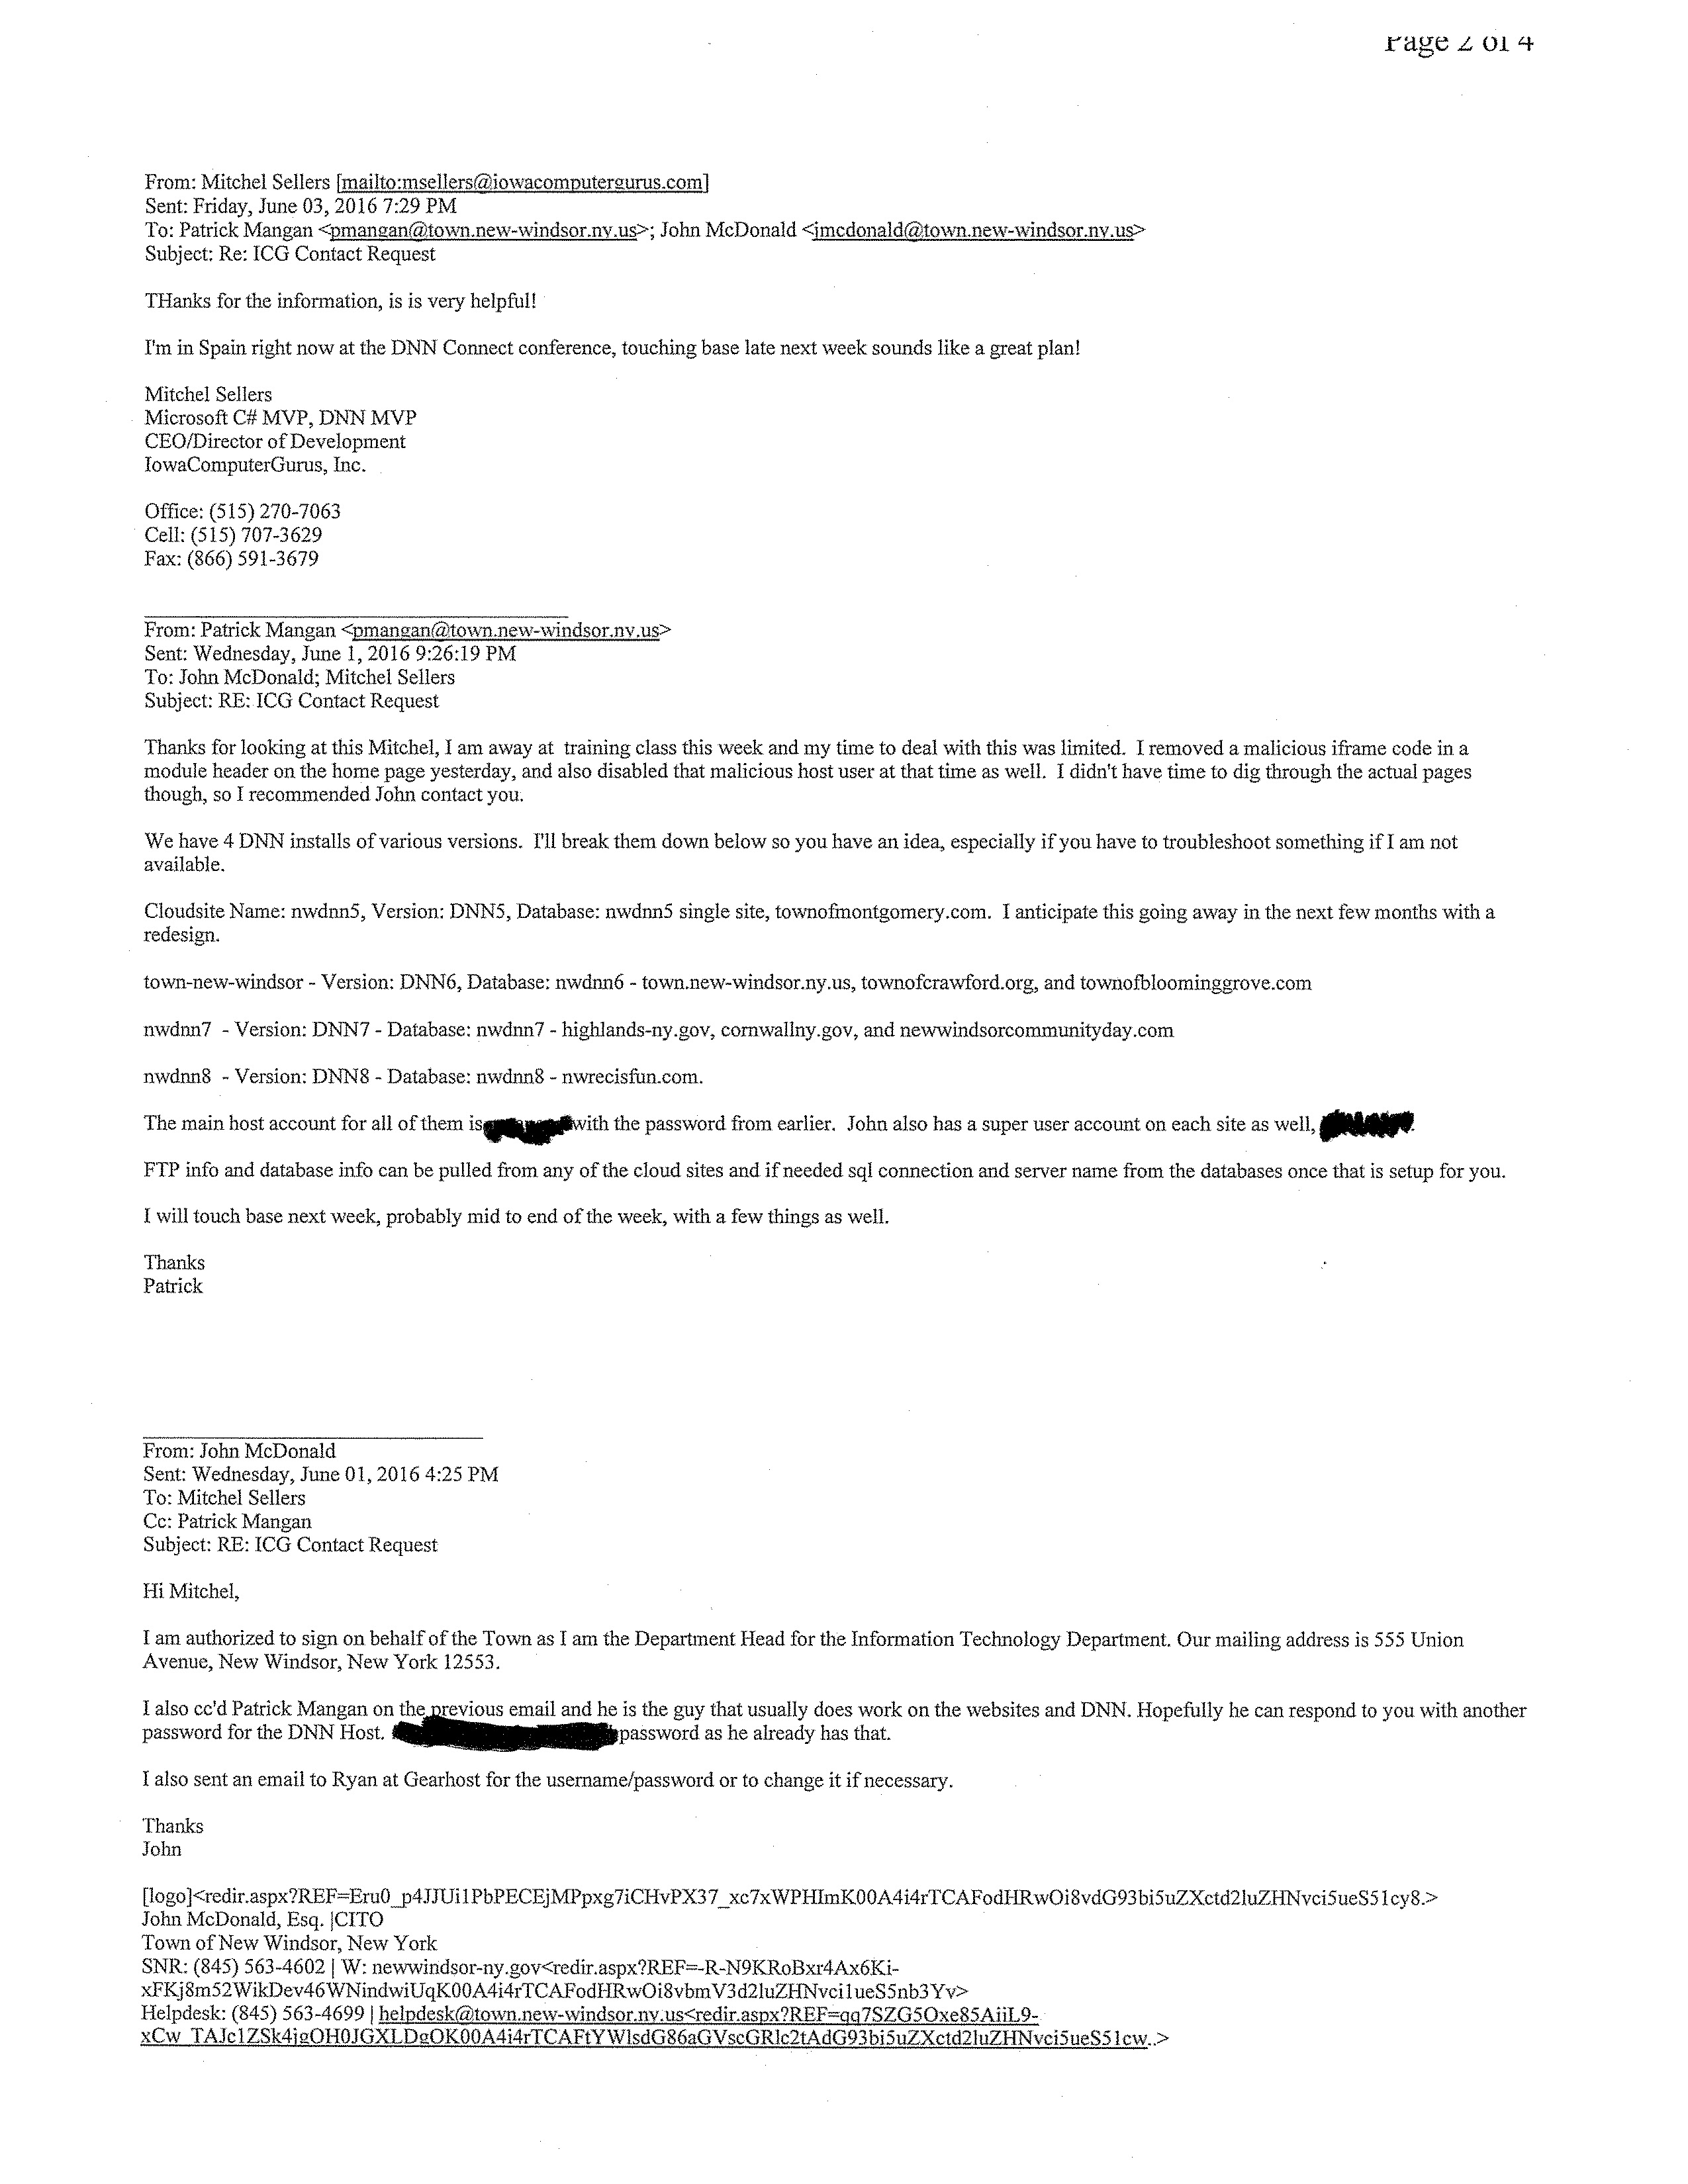 Page 2 of 4
From: Mitchel Sellers [mailto:msellers@iowacomputergurus.com]
Sent: Friday, June 03, 2016 7:29 PM
To: Patrick Mangan <pmangan@town.new-windsor.ny.us>; John McDonald <jmcdonald@town.new-windsor.ny.us>
Subject: Re: ICG Contact Request
THanks for the information, is is very helpful!
I'm in Spain right now at the DNN Connect conference, touching base late next week sounds like a great plan!
Mitchel Sellers
Microsoft C# MVP, DNN MVP
CEO/Director of Development
IowaComputerGurus, Inc.
Office: (515) 270-7063
Cell: (515) 707-3629
Fax: (866) 591-3679
From: Patrick Mangan <pmangan@town.new-windsor.ny.us>
Sent: Wednesday, June 1, 2016 9:26:19 PM
To: John McDonald; Mitchel Sellers
Subject: RE: ICG Contact Request
Thanks for looking at this Mitchel, I am away at training class this week and my time to deal with this was limited. I removed a malicious iframe code in a
module header on the home page yesterday, and also disabled that malicious host user at that time as well. I didn't have time to dig through the actual pages
though, so I recommended John contact you.
We have 4 DNN installs of various versions. I'll break them down below so you have an idea, especially if you have to troubleshoot something if I am not
available.
Cloudsite Name: nwdnn5, Version: DNN5, Database: nwdnn5 single site, townofmontgomery.com. I anticipate this going away in the next few months with a
redesign.
town-new-windsor - Version: DNN6, Database: nwdnn6 - town.new-windsor.ny.us, townofcrawford.org, and townofbloominggrove.com
nwdnn7 - Version: DNN7 - Database: nwdnn7 - highlands-ny.gov, cornwallny.gov, and newwindsorcommunityday.com
nwdnn8 - Version: DNN8 - Database: nwdnn8 - nwrecisfun.com.
The main host account for all of them is with the password from earlier. John also has a super user account on each site as well,
FTP info and database info can be pulled from any of the cloud sites and if needed sql connection and server name from the databases once that is setup for you.
I will touch base next week, probably mid to end of the week, with a few things as well.
Thanks
Patrick
From: John McDonald
Sent: Wednesday, June 01, 2016 4:25 PM
To: Mitchel Sellers
Cc: Patrick Mangan
Subject: RE: ICG Contact Request
Hi Mitchel,
I am authorized to sign on behalf of the Town as I am the Department Head for the Information Technology Department. Our mailing address is 555 Union
Avenue, New Windsor, New York 12553.
I also cc'd Patrick Mangan on the previous email and he is the guy that usually does work on the websites and DNN. Hopefully he can respond to you with another
password for the DNN Host. password as he already has that.
I also sent an email to Ryan at Gearhost for the username/password or to change it if necessary.
Thanks
John
[logo]<redir.aspx?REF=Eru0_p4JJUi1PbPECEjMPpxg7iCHvPX37_xc7xWPHImK00A4i4rTCAFodHRwOi8vdG93bi5uZXctd2luZHNvci5ueS51cy8.>
John McDonald, Esq. |CITO
Town of New Windsor, New York
SNR: (845) 563-4602 | W: newwindsor-ny.gov<redir.aspx?REF=-R-N9KRoBxr4Ax6Ki-
xFKj8m52WikDev46WNindwiUqK00A4i4rTCAFodHRwOi8vbmV3d2luZHNvci1ueS5nb3Yv>
Helpdesk: (845) 563-4699 | helpdesk@town.new-windsor.ny.us<redir.aspx?REF=qq7SZG5Oxe85AiiL9-
xCw_TAJc1ZSk4jgOH0JGXLDgOK00A4i4rTCAFtYWlsdG86aGVscGRlc2tAdG93bi5uZXctd2luZHNvci5ueS51cw..>